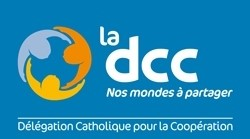 la
dcc
Nos mondes à partager
Délégation Catholique pour la Coopération